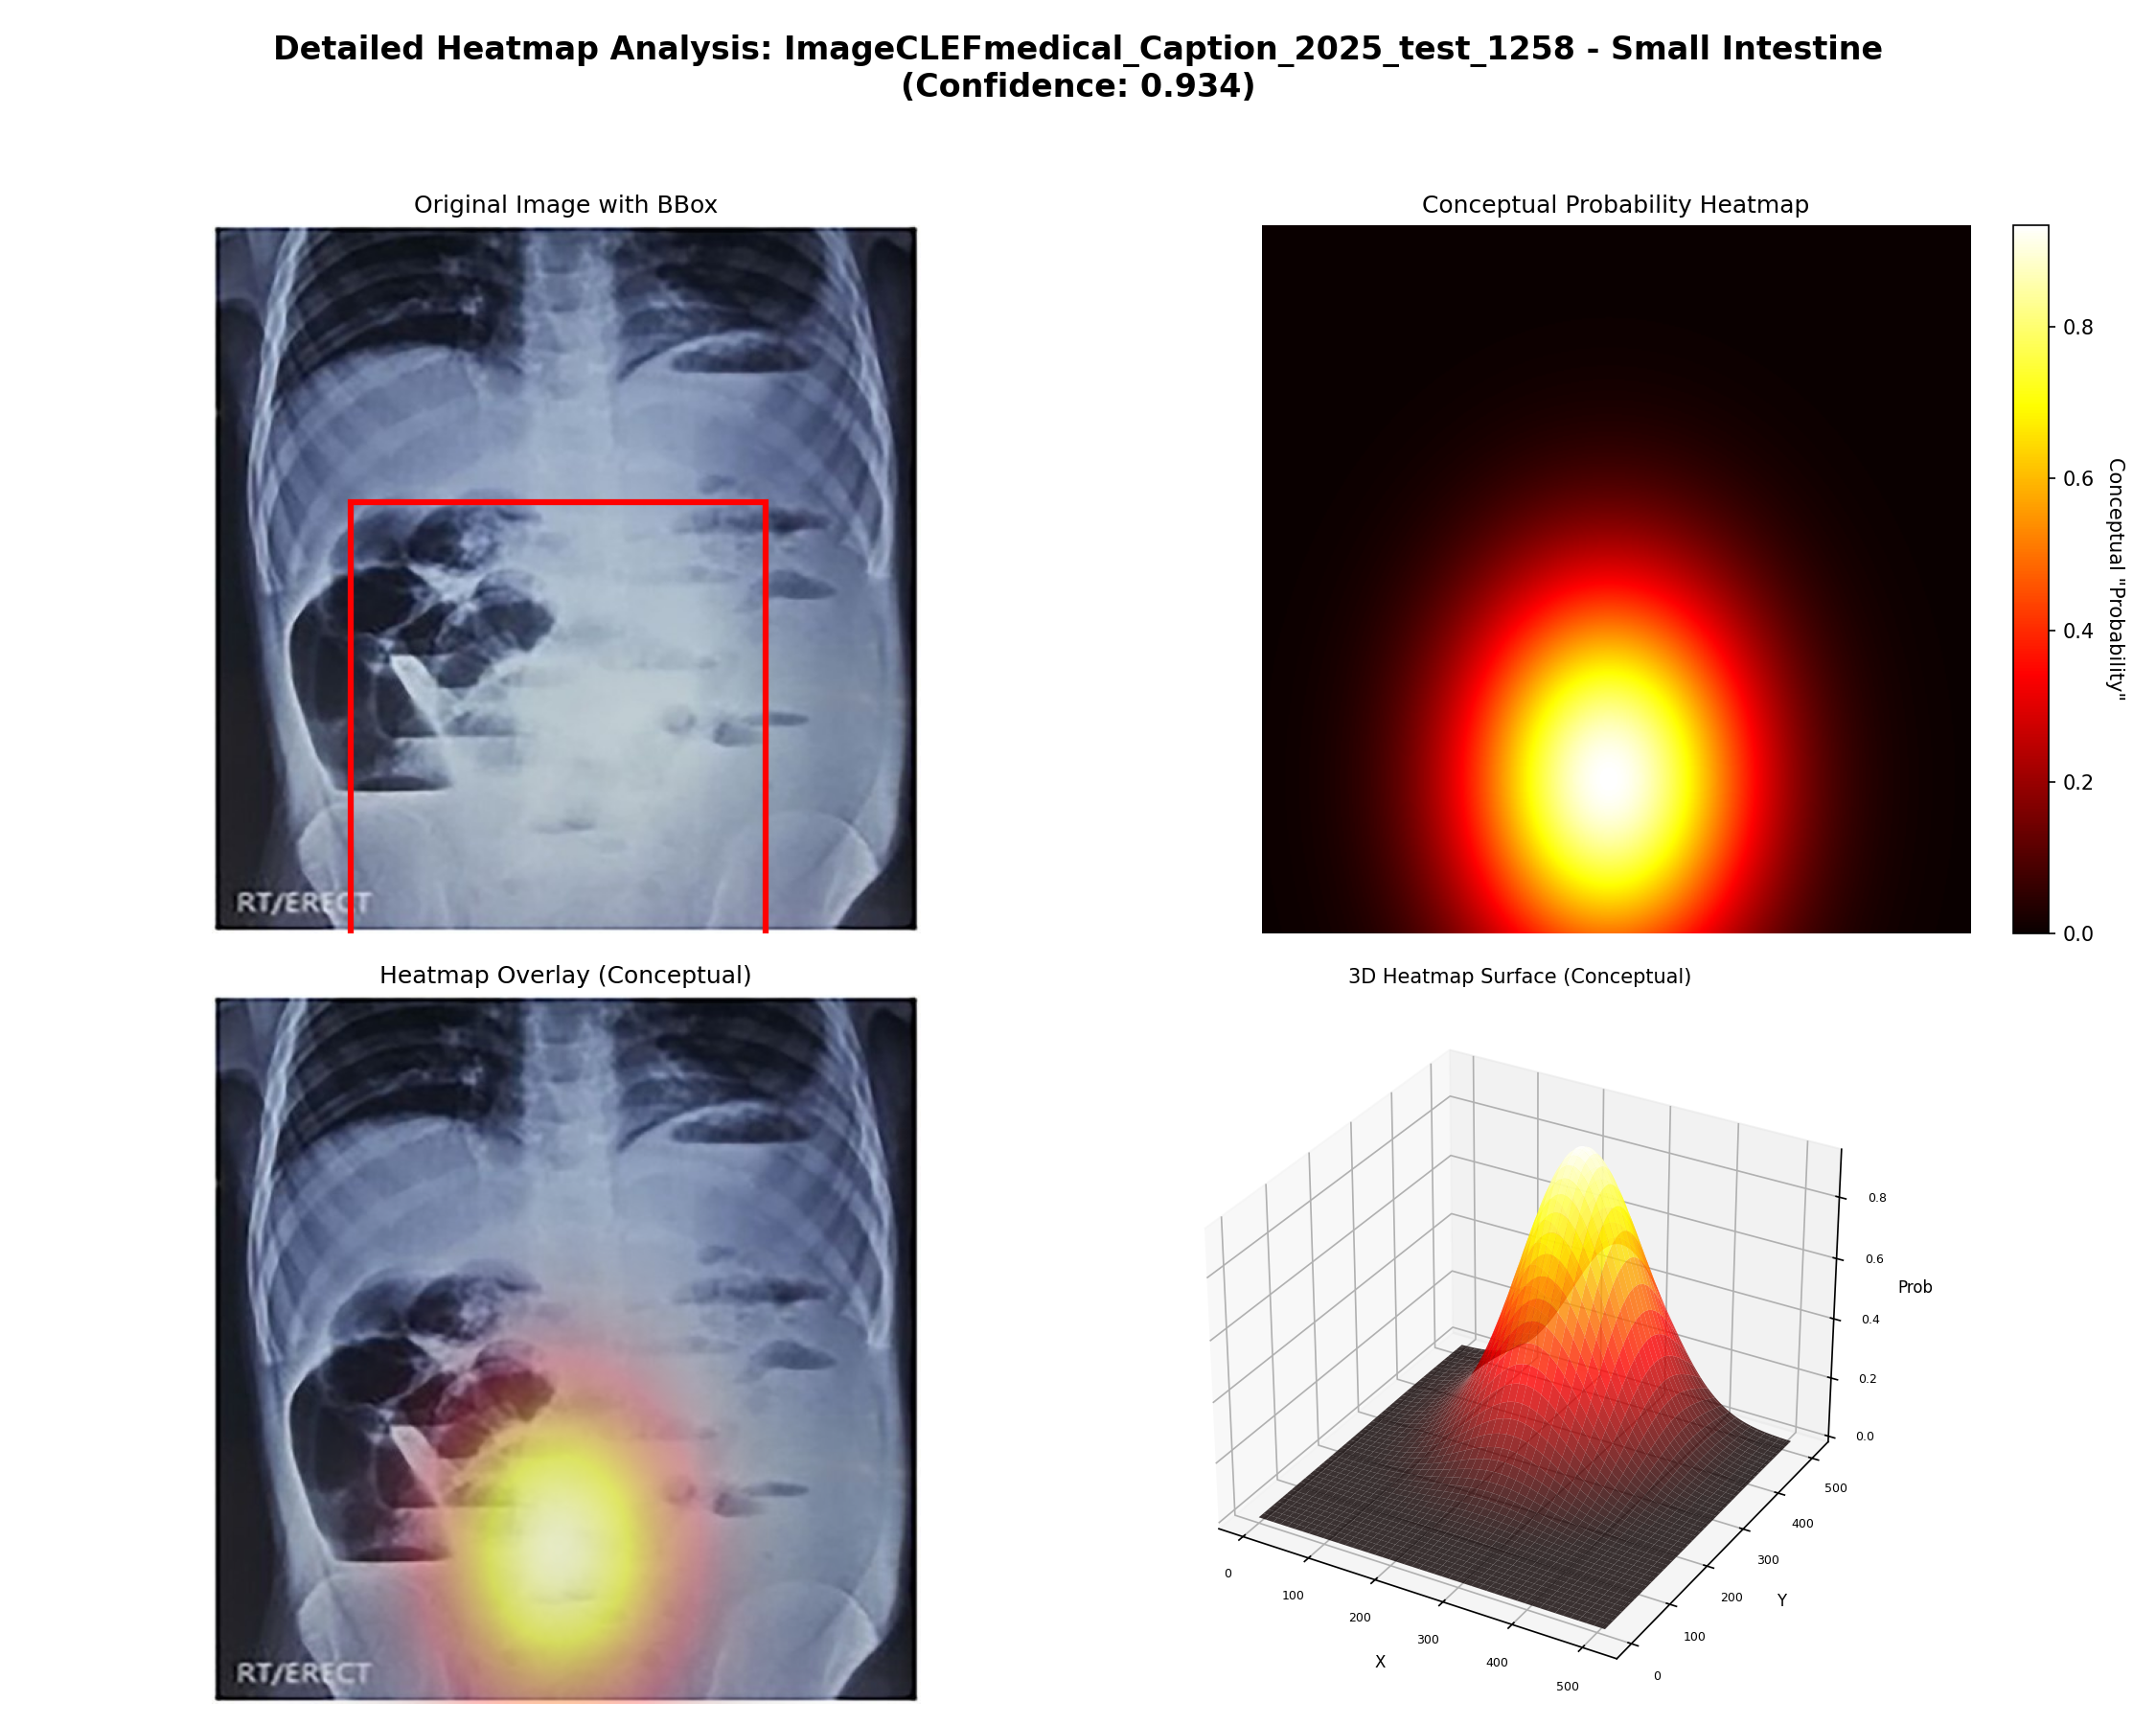 Detailed Heatmap Analysis: ImageCLEFmedical_Caption_2025_test_1258 - Small Intestine
(Confidence: 0.934)
Original Image with BBox
RT/ERECT
Conceptual Probability Heatmap
0.8
0.6
0.4
0.2
0.0
Conceptual "Probability"
Heatmap Overlay (Conceptual)
RT/ERECT
3D Heatmap Surface (Conceptual)
0.8
0.6
0.4
0.2
0.0
Prob
0
100
200
300
400
500
X
0
100
200
300
400
500
Y